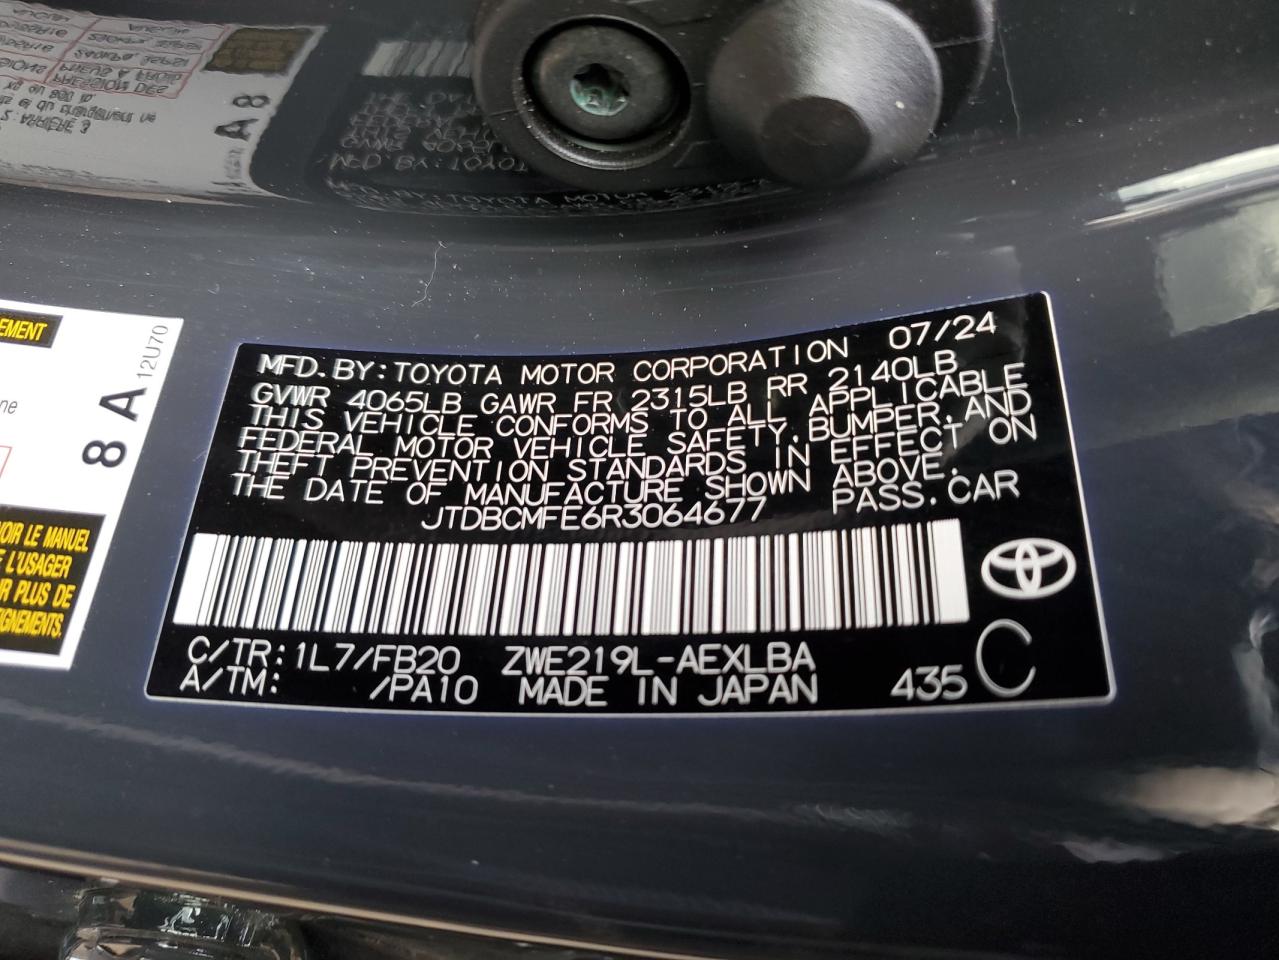 MFD. BY: TOYOTA MOTOR CORPORATION 07/24
GVWR 4065LB GAWR FR 2315LB RR 2140LB
THIS VEHICLE CONFORMS TO ALL APPLICABLE
FEDERAL MOTOR VEHICLE SAFETY, BUMPER, AND
THEFT PREVENTION STANDARDS IN EFFECT ON
THE DATE OF MANUFACTURE SHOWN ABOVE.
JTDBCMFE6R3064677 PASS. CAR
C/TR: 1L7/FB20 ZWE219L-AEXLBA
A/TM: /PA10 MADE IN JAPAN 435 C
8 A
12U70
VOIR LE MANUEL
L'USAGER
PLUS DE